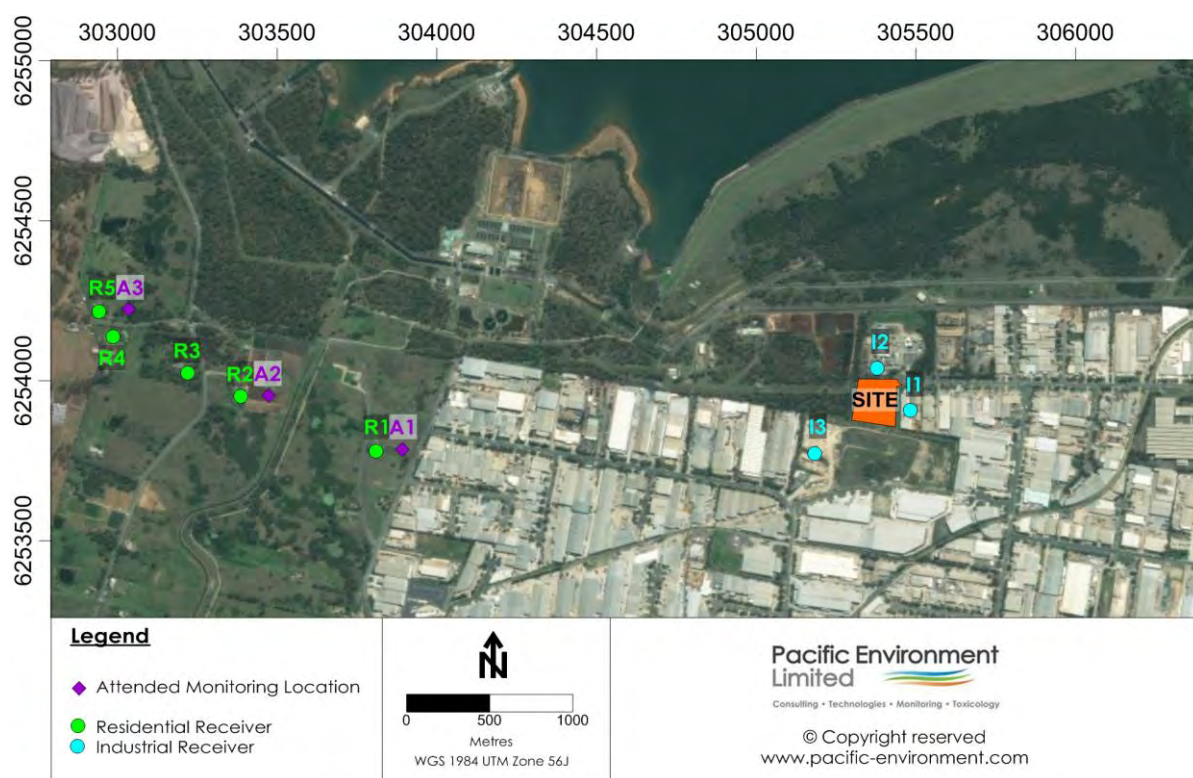 303000 303500 304000 304500 305000 305500 306000
6255000
6254500
6254000
6253500
R5 A3
R4
R3
R2 A2
R1 A1
I2
I1
SITE
I3
Legend
Attended Monitoring Location
Residential Receiver
Industrial Receiver
N
0 500 1000
Metres
WGS 1984 UTM Zone 56J
Pacific Environment
Limited
Consulting • Technologies • Monitoring • Toxicology
© Copyright reserved
www.pacific-environment.com